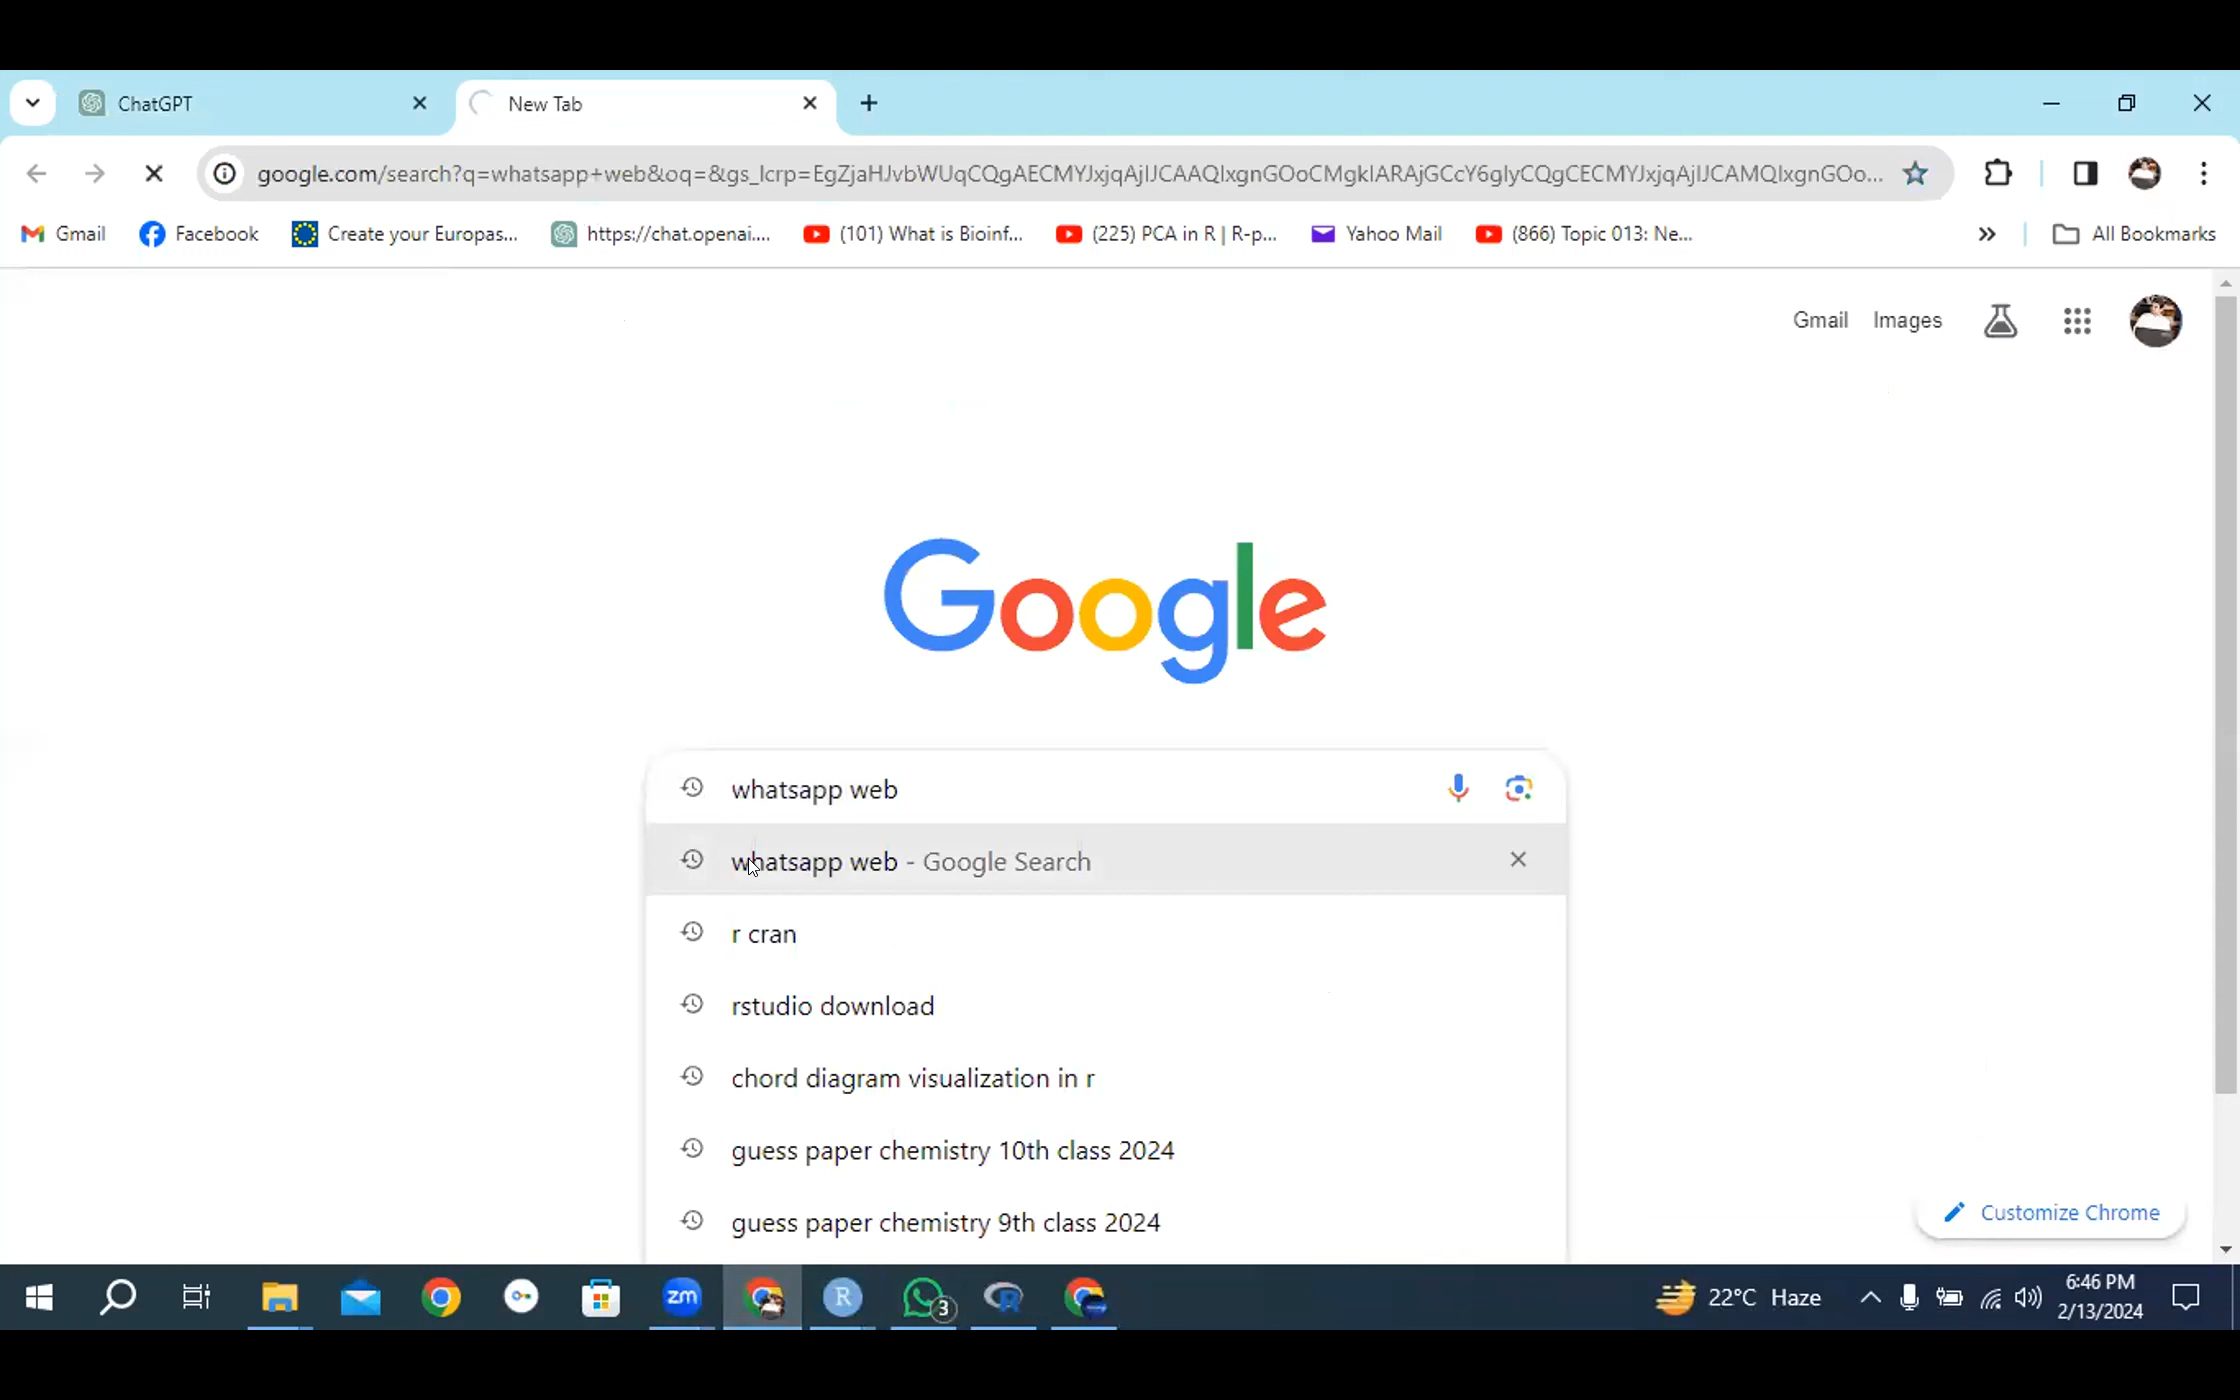 ChatGPT
New Tab
google.com/search?q=whatsapp+web&oq=&gs_lcrp=EgZjaHJvbWUqCQgAECMYJxjqAjIJCAAQIxgnGOoCMgkIARAjGCcY6gIyCQgCECMYJxjqAjIJCAMQIxgnGOo...
Gmail
Facebook
Create your Europas...
https://chat.openai....
(101) What is Bioinf...
(225) PCA in R | R-p...
Yahoo Mail
(866) Topic 013: Ne...
All Bookmarks
Gmail
Images
Google
whatsapp web
whatsapp web - Google Search
r cran
rstudio download
chord diagram visualization in r
guess paper chemistry 10th class 2024
guess paper chemistry 9th class 2024
Customize Chrome
zm
R
3
R
22°C Haze
6:46 PM
2/13/2024